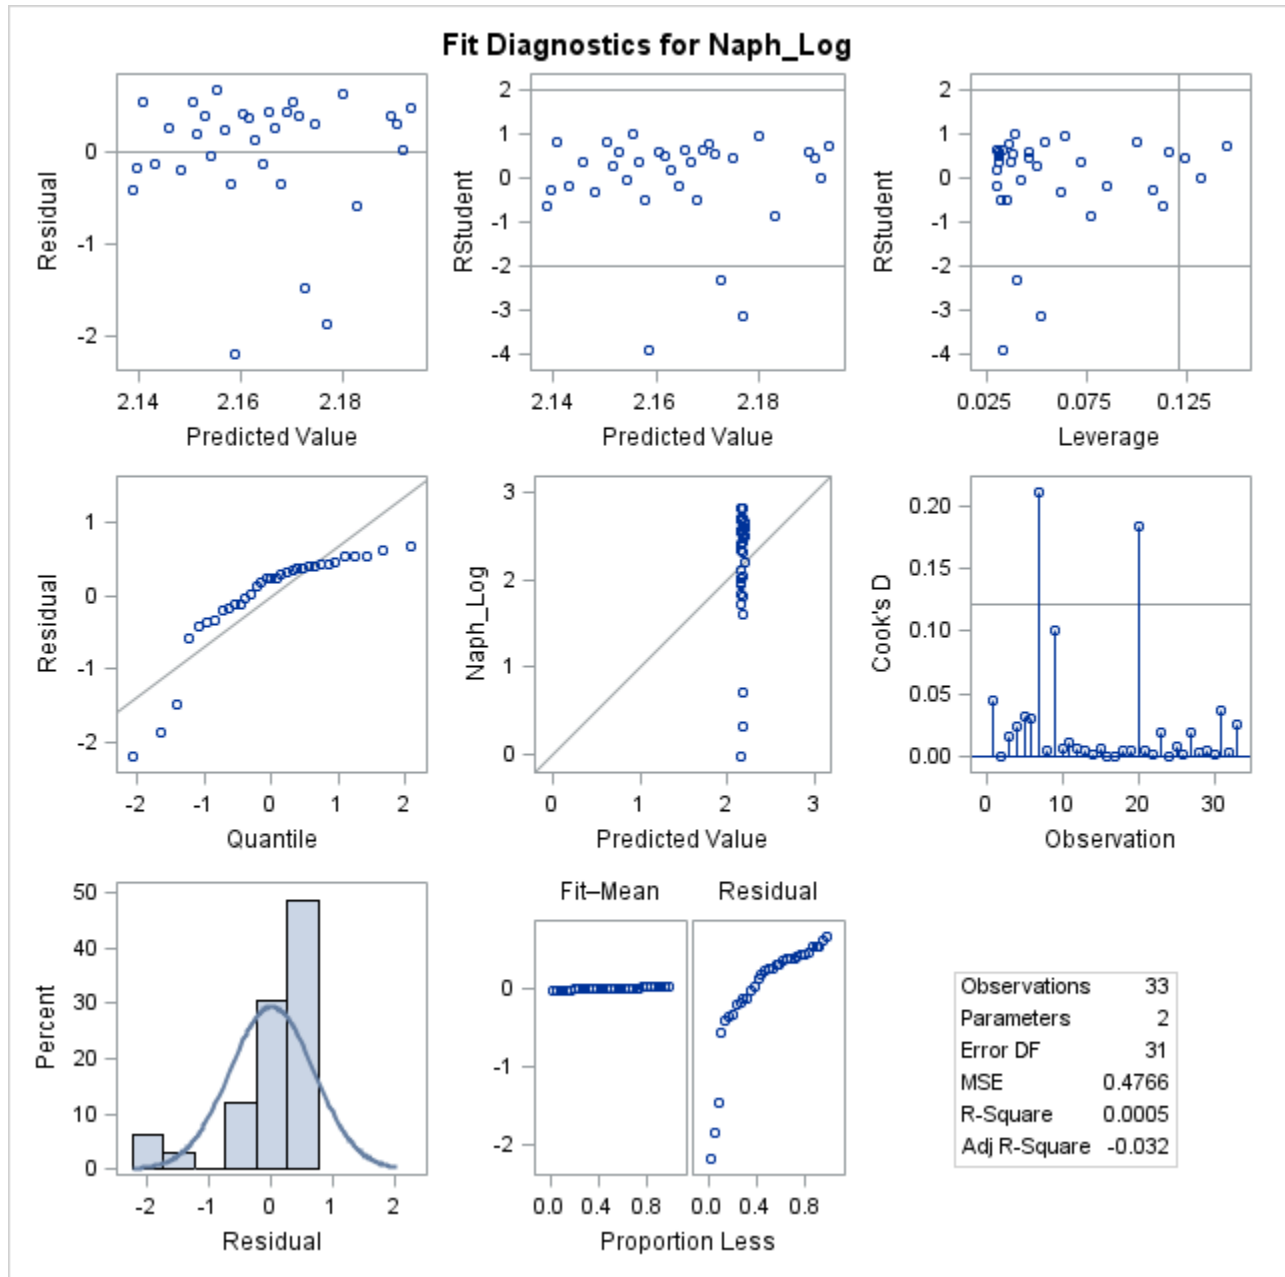 Fit Diagnostics for Naph_Log
Residual
0
-1
-2
2.14 2.16 2.18
Predicted Value
RStudent
2
1
0
-1
-2
-3
-4
2.14 2.16 2.18
Predicted Value
RStudent
2
1
0
-1
-2
-3
-4
0.025 0.075 0.125
Leverage
Residual
1
0
-1
-2
-2 -1 0 1 2
Quantile
Naph_Log
3
2
1
0
0 1 2 3
Predicted Value
Cook's D
0.20
0.15
0.10
0.05
0.00
0 10 20 30
Observation
Percent
50
40
30
20
10
0
-2 -1 0 1 2
Residual
Fit–Mean Residual
0
-1
-2
0.0 0.4 0.8 0.0 0.4 0.8
Proportion Less
Observations 33
Parameters 2
Error DF 31
MSE 0.4766
R-Square 0.0005
Adj R-Square -0.032